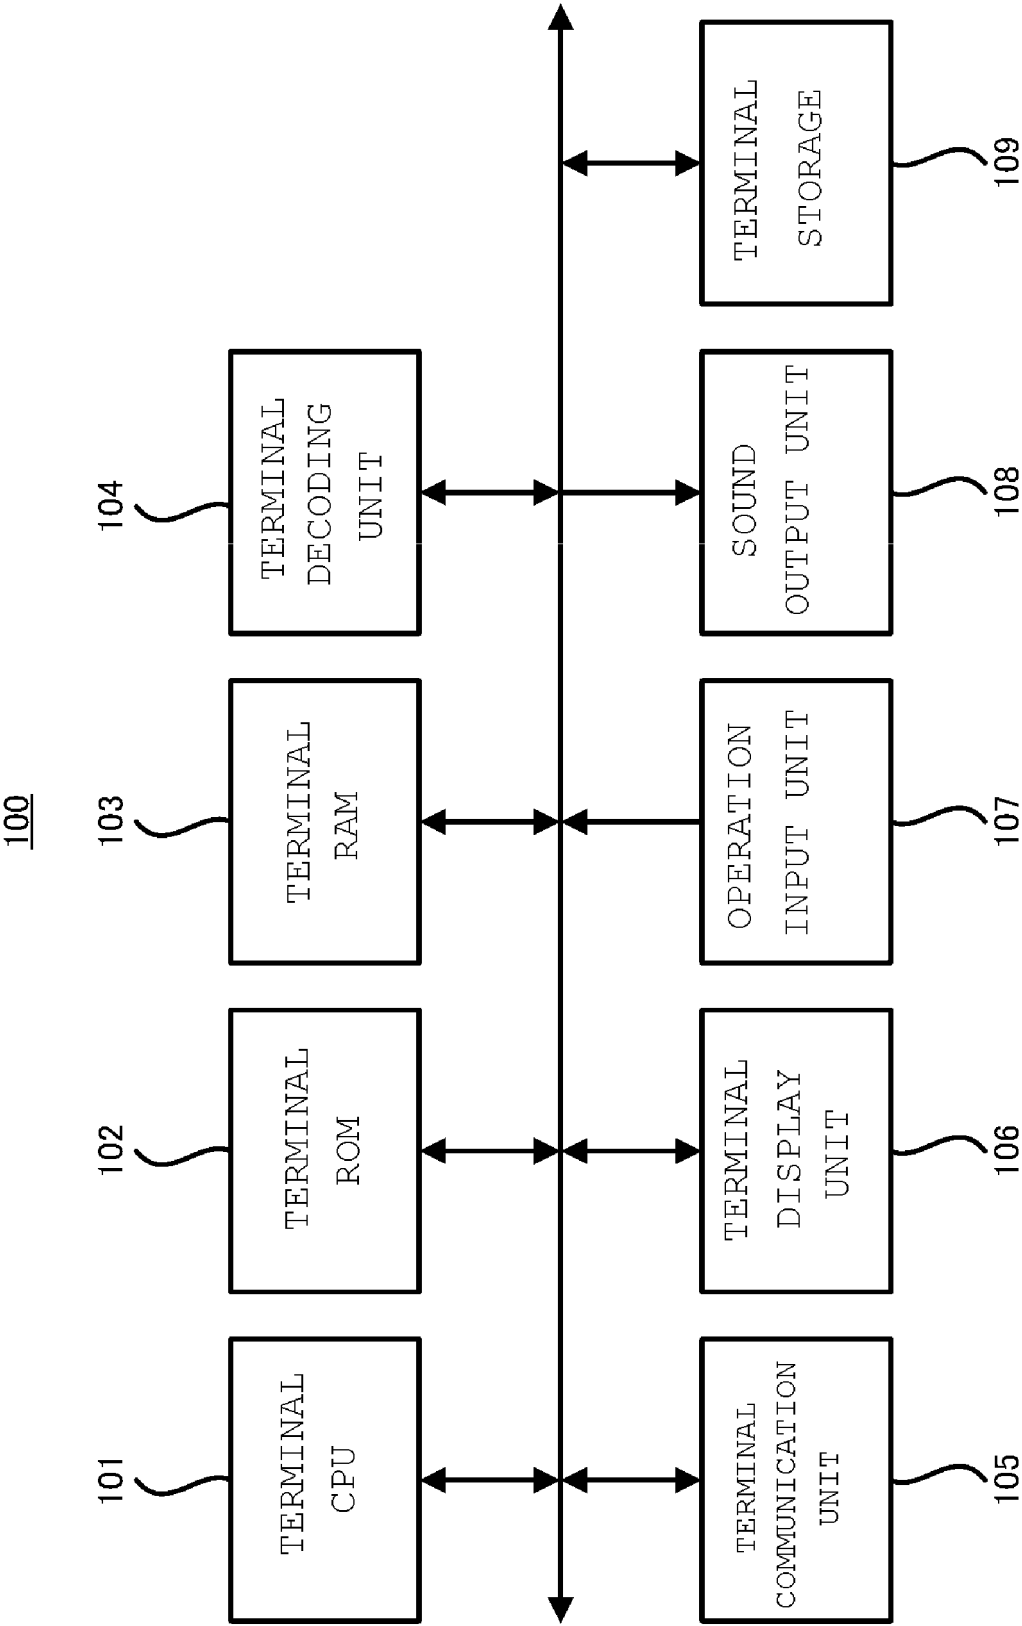 100
101
102
103
104
TERMINAL
CPU
TERMINAL
ROM
TERMINAL
RAM
TERMINAL
DECODING
UNIT
TERMINAL
COMMUNICATION
UNIT
TERMINAL
DISPLAY
UNIT
OPERATION
INPUT UNIT
SOUND
OUTPUT UNIT
TERMINAL
STORAGE
105
106
107
108
109